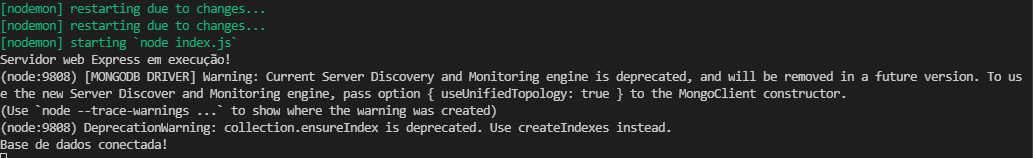 [nodemon] restarting due to changes...
[nodemon] restarting due to changes...
[nodemon] starting `node index.js`
Servidor web Express em execução!
(node:9808) [MONGODB DRIVER] Warning: Current Server Discovery and Monitoring engine is deprecated, and will be removed in a future version. To us
e the new Server Discover and Monitoring engine, pass option { useUnifiedTopology: true } to the MongoClient constructor.
(Use `node --trace-warnings ...` to show where the warning was created)
(node:9808) DeprecationWarning: collection.ensureIndex is deprecated. Use createIndexes instead.
Base de dados conectada!